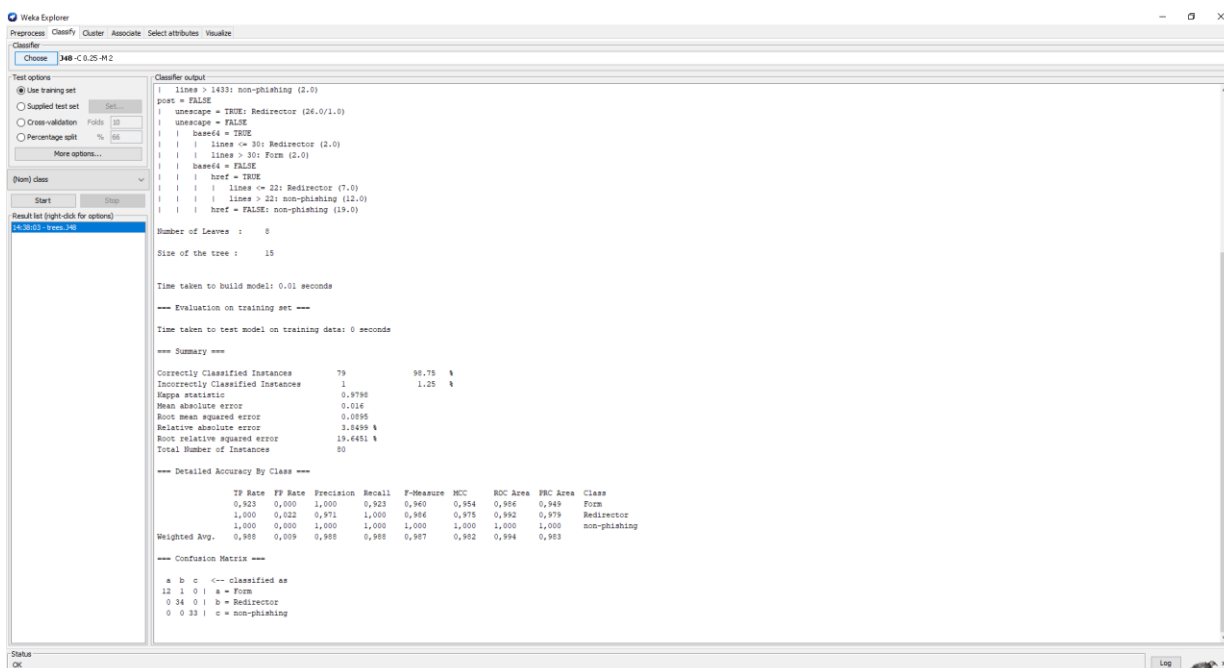 Weka Explorer
Preprocess Classify Cluster Associate Select attributes Visualize
Classifier
Choose J48 -C 0.25 -M 2
Test options
Use training set
Supplied test set Set...
Cross-validation Folds 10
Percentage split % 66
More options...
(Nom) class
Start Stop
Result list (right-click for options)
14:38:03 - trees.J48
Classifier output
|   lines > 1433: non-phishing (2.0)
post = FALSE
|   unescape = TRUE: Redirector (26.0/1.0)
|   unescape = FALSE
|   |   base64 = TRUE
|   |   |   lines <= 30: Redirector (2.0)
|   |   |   lines > 30: Form (2.0)
|   |   base64 = FALSE
|   |   |   href = TRUE
|   |   |   |   lines <= 22: Redirector (7.0)
|   |   |   |   lines > 22: non-phishing (12.0)
|   |   |   href = FALSE: non-phishing (19.0)
Number of Leaves : 8
Size of the tree : 15
Time taken to build model: 0.01 seconds
=== Evaluation on training set ===
Time taken to test model on training data: 0 seconds
=== Summary ===
Correctly Classified Instances 79 98.75 %
Incorrectly Classified Instances 1 1.25 %
Kappa statistic 0.9798
Mean absolute error 0.016
Root mean squared error 0.0895
Relative absolute error 3.8499 %
Root relative squared error 19.6451 %
Total Number of Instances 80
=== Detailed Accuracy By Class ===
TP Rate FP Rate Precision Recall F-Measure MCC ROC Area PRC Area Class
0,923 0,000 1,000 0,923 0,960 0,954 0,986 0,949 Form
1,000 0,022 0,971 1,000 0,986 0,975 0,992 0,979 Redirector
1,000 0,000 1,000 1,000 1,000 1,000 1,000 1,000 non-phishing
Weighted Avg. 0,988 0,009 0,988 0,988 0,987 0,982 0,994 0,983
=== Confusion Matrix ===
a b c <-- classified as
12 1 0 | a = Form
0 34 0 | b = Redirector
0 0 33 | c = non-phishing
Status
OK
Log